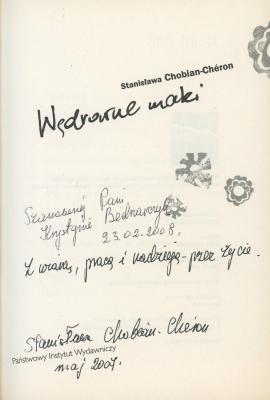 Stanisława Chobian-Chéron
Wędrowne maki
Szanownej Pani
Krystynie Bednarczyk
23.02.2008.
Z wiarą, pracą i nadzieją - przez życie.
Stanisława Chobian-Chéron
Państwowy Instytut Wydawniczy
maj 2007.